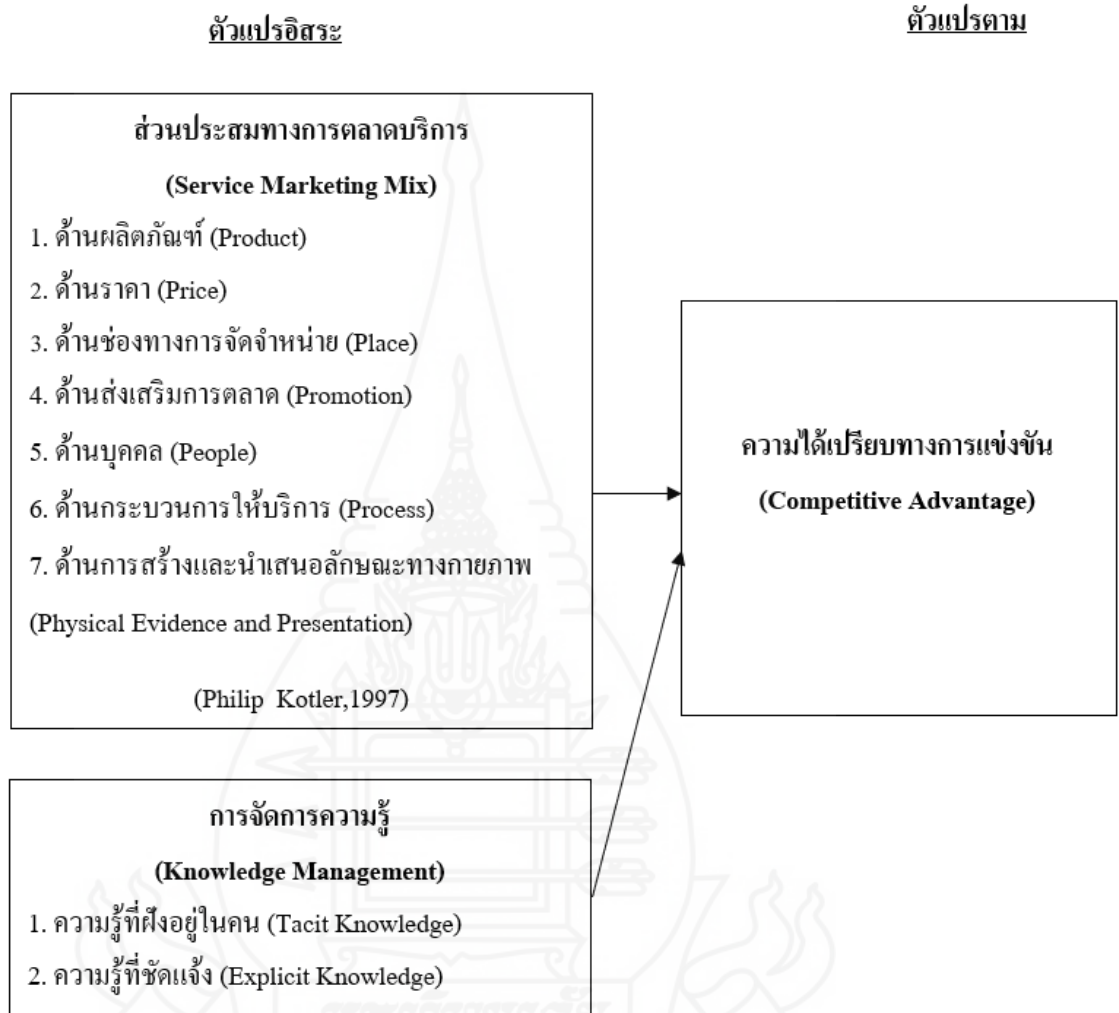 ตัวแปรอิสระ
ตัวแปรตาม
ส่วนประสมทางการตลาดบริการ
(Service Marketing Mix)
1. ด้านผลิตภัณฑ์ (Product)
2. ด้านราคา (Price)
3. ด้านช่องทางการจัดจำหน่าย (Place)
4. ด้านส่งเสริมการตลาด (Promotion)
5. ด้านบุคคล (People)
6. ด้านกระบวนการให้บริการ (Process)
7. ด้านการสร้างและนำเสนอลักษณะทางกายภาพ
(Physical Evidence and Presentation)
(Philip Kotler,1997)
ความได้เปรียบทางการแข่งขัน
(Competitive Advantage)
การจัดการความรู้
(Knowledge Management)
1. ความรู้ที่ฝังอยู่ในคน (Tacit Knowledge)
2. ความรู้ที่ชัดแจ้ง (Explicit Knowledge)